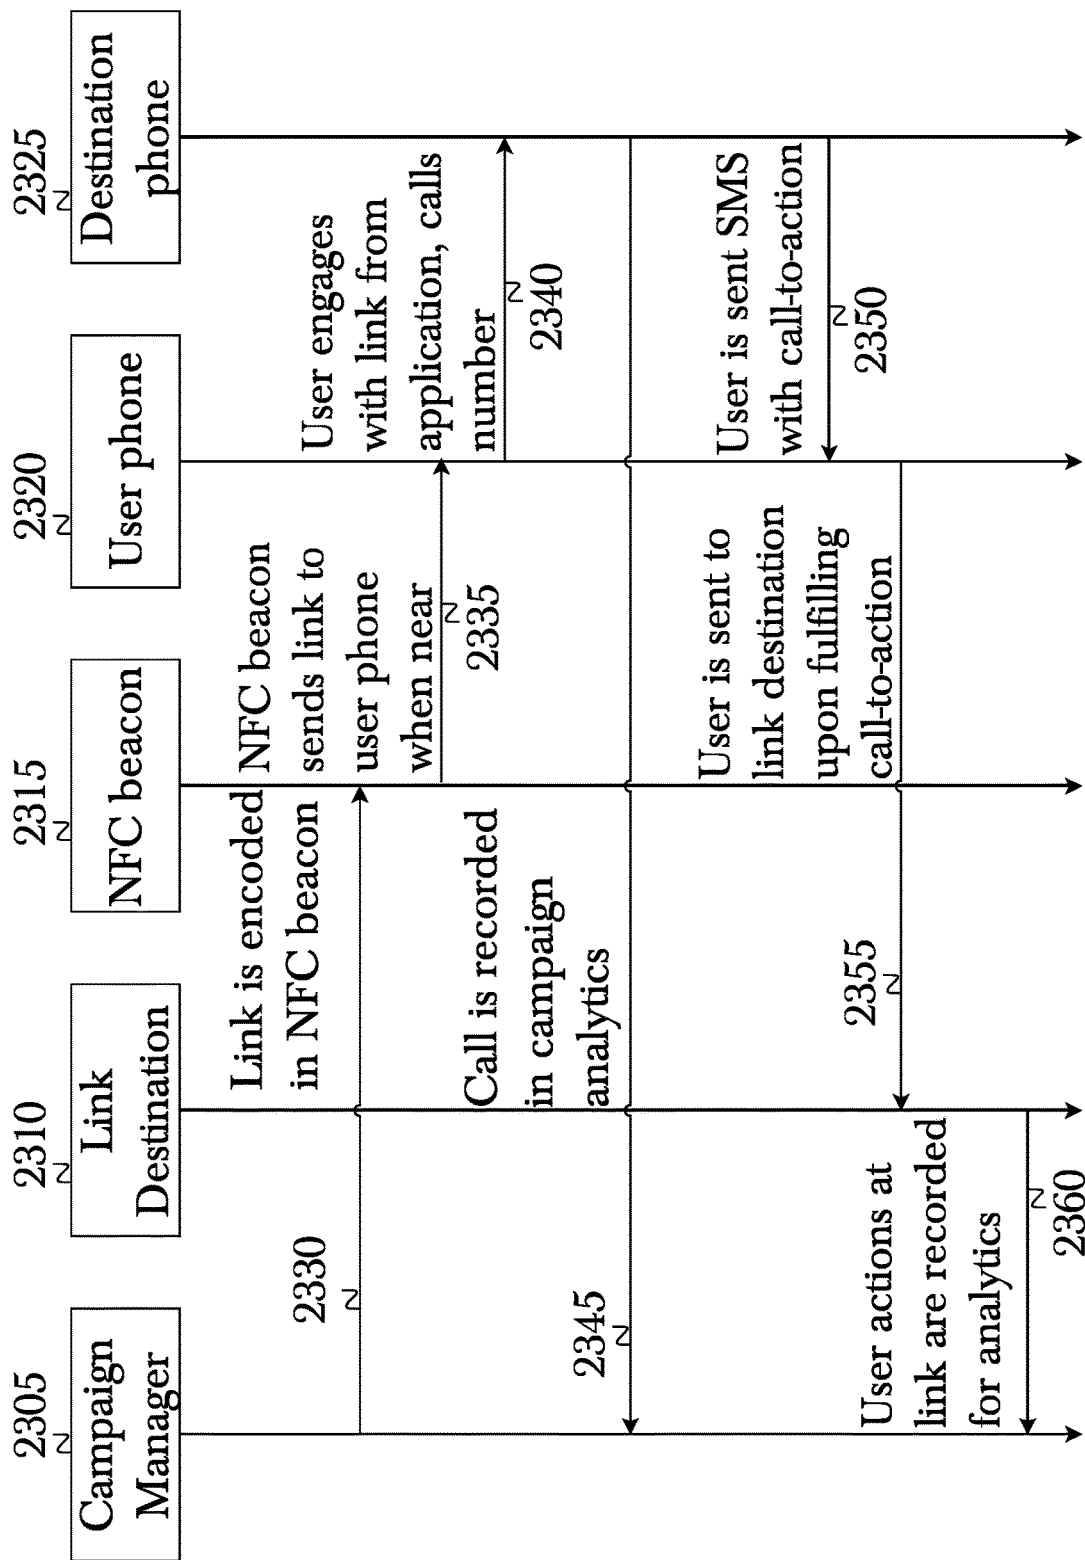 2305
Campaign
Manager
2310
Link
Destination
2315
NFC beacon
2320
User phone
2325
Destination
phone
Link is encoded
in NFC beacon
2330
NFC beacon
sends link to
user phone
when near
2335
User engages
with link from
application, calls
number
2340
Call is recorded
in campaign
analytics
2345
User is sent SMS
with call-to-action
2350
User is sent to
link destination
upon fulfilling
call-to-action
2355
User actions at
link are recorded
for analytics
2360